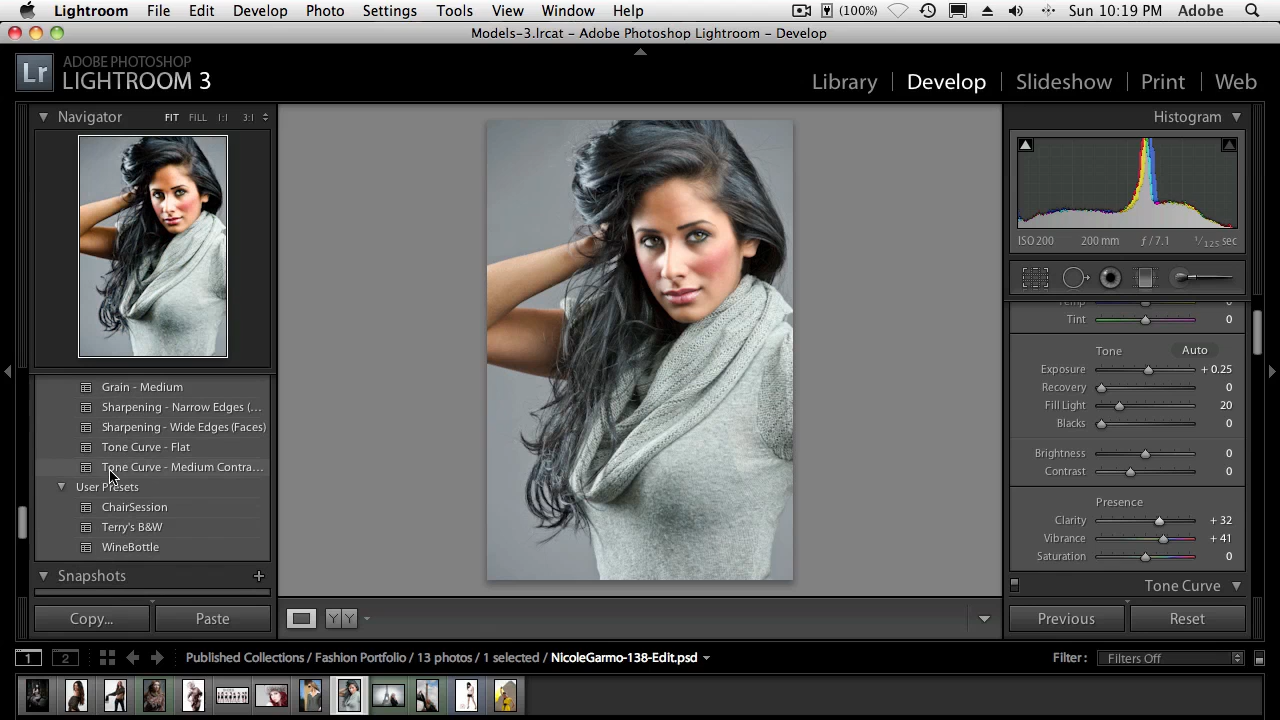 Lightroom File Edit Develop Photo Settings Tools View Window Help (100%) Sun 10:19 PM Adobe
Models-3.lrcat – Adobe Photoshop Lightroom – Develop
Lr ADOBE PHOTOSHOP
LIGHTROOM 3
Library Develop Slideshow Print Web
Navigator FIT FILL 1:1 3:1
Grain - Medium
Sharpening - Narrow Edges (...
Sharpening - Wide Edges (Faces)
Tone Curve - Flat
Tone Curve - Medium Contra...
User Presets
ChairSession
Terry's B&W
WineBottle
Snapshots +
Copy... Paste
Histogram
ISO 200 200 mm ƒ / 7.1 1/125 sec
Temp 0
Tint 0
Tone Auto
Exposure + 0.25
Recovery 0
Fill Light 20
Blacks 0
Brightness 0
Contrast 0
Presence
Clarity + 32
Vibrance + 41
Saturation 0
Tone Curve
Previous Reset
Y Y
1 2 Published Collections / Fashion Portfolio / 13 photos / 1 selected / NicoleGarmo-138-Edit.psd Filter: Filters Off